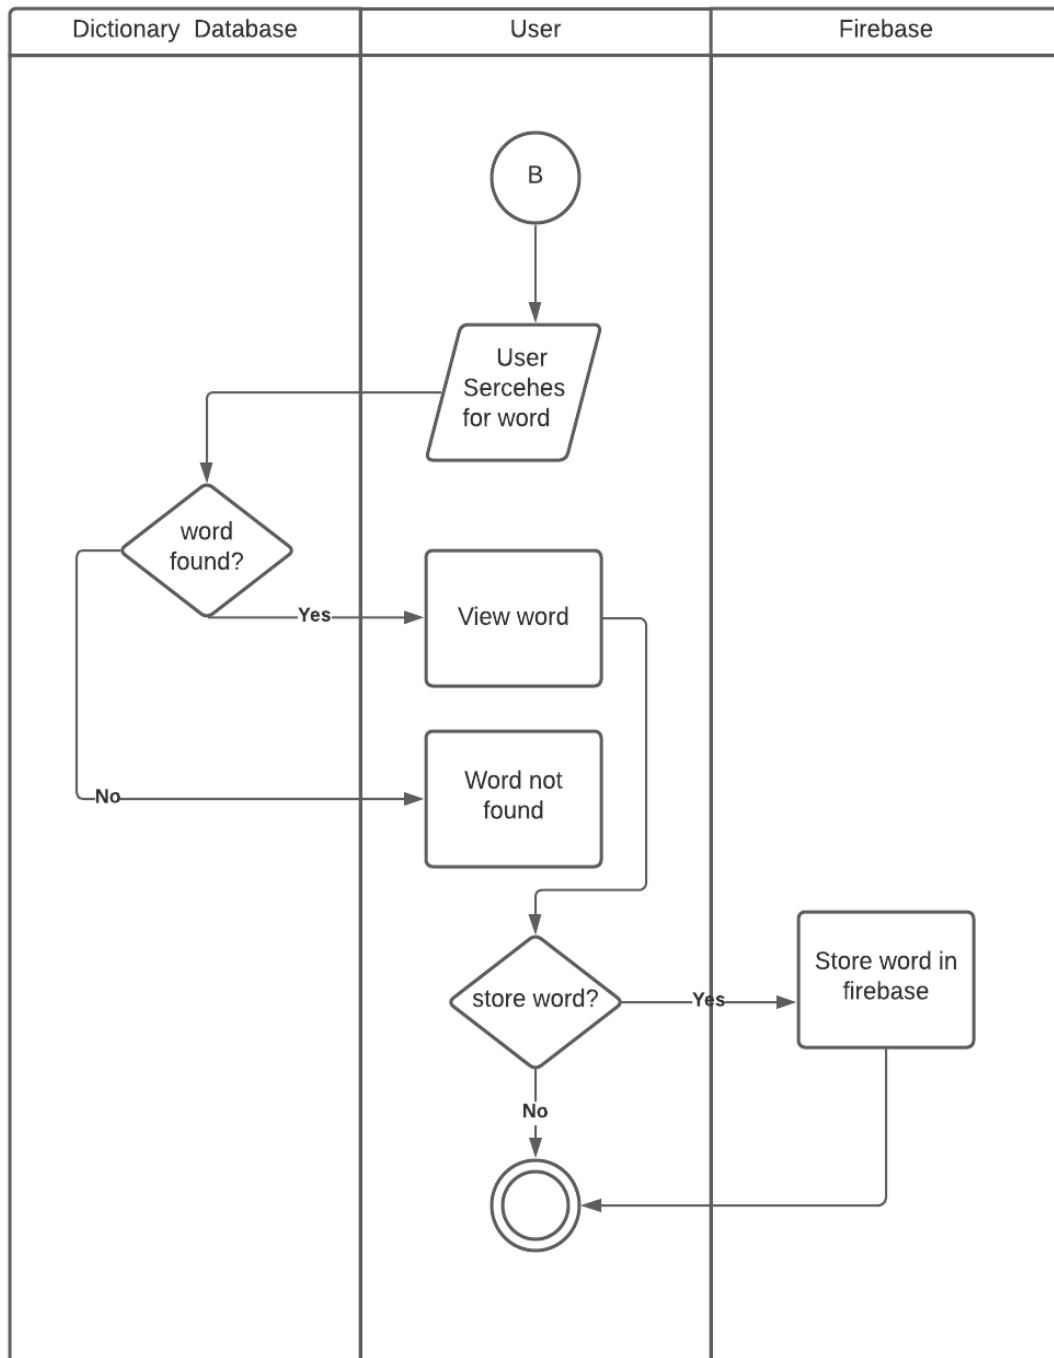 Dictionary  Database
User
Firebase
B
User
Sercehes
for word
word
found?
Yes
View word
Word not
found
No
store word?
Yes
Store word in
firebase
No